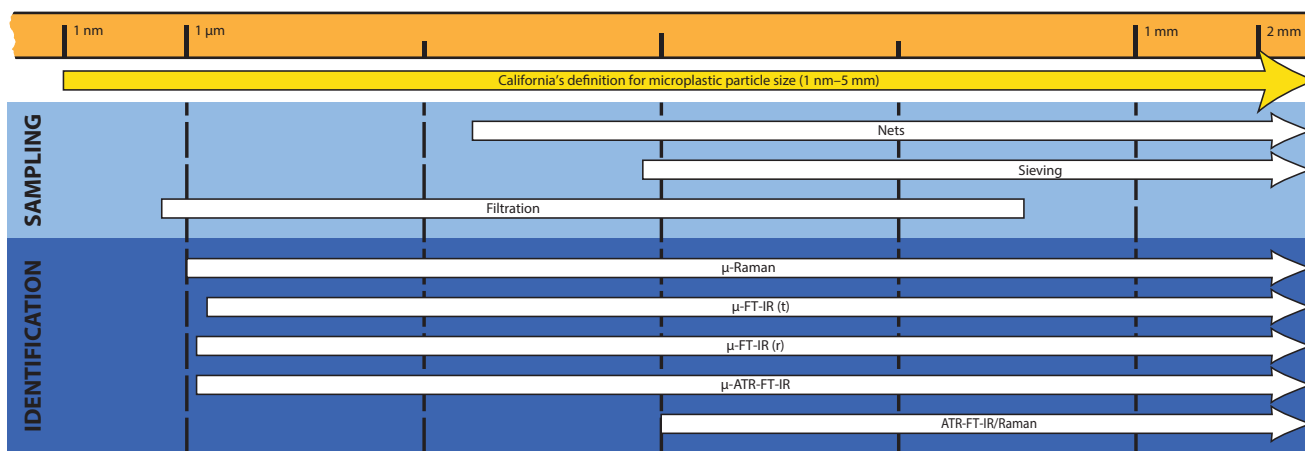 1 nm
1 µm
1 mm
2 mm
California's definition for microplastic particle size (1 nm–5 mm)
SAMPLING
Nets
Sieving
Filtration
IDENTIFICATION
µ-Raman
µ-FT-IR (t)
µ-FT-IR (r)
µ-ATR-FT-IR
ATR-FT-IR/Raman